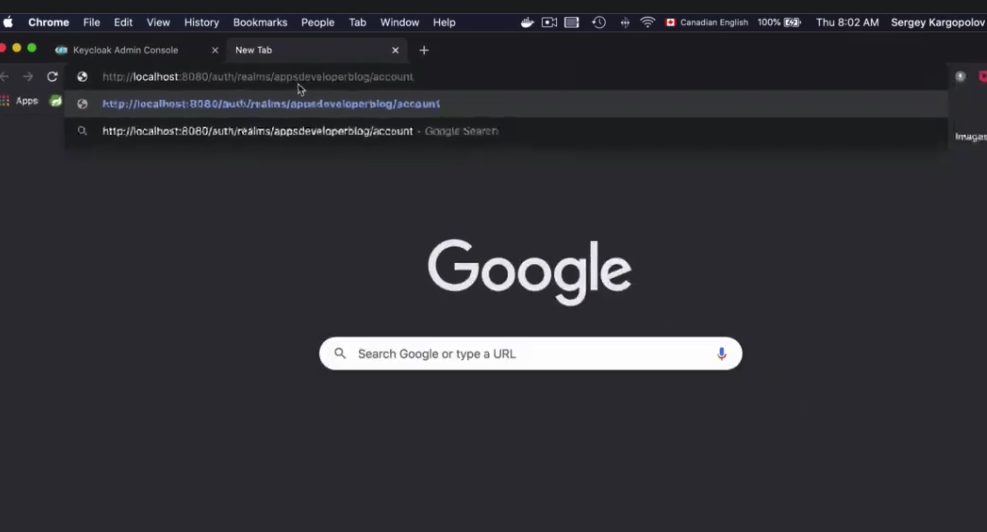 Chrome File Edit View History Bookmarks People Tab Window Help Canadian English 100% Thu 8:02 AM Sergey Kargopolov
Keycloak Admin Console New Tab
http://localhost:8080/auth/realms/appsdeveloperblog/account
Apps http://localhost:8080/auth/realms/appsdeveloperblog/account
http://localhost:8080/auth/realms/appsdeveloperblog/account - Google Search
Images
Google
Search Google or type a URL